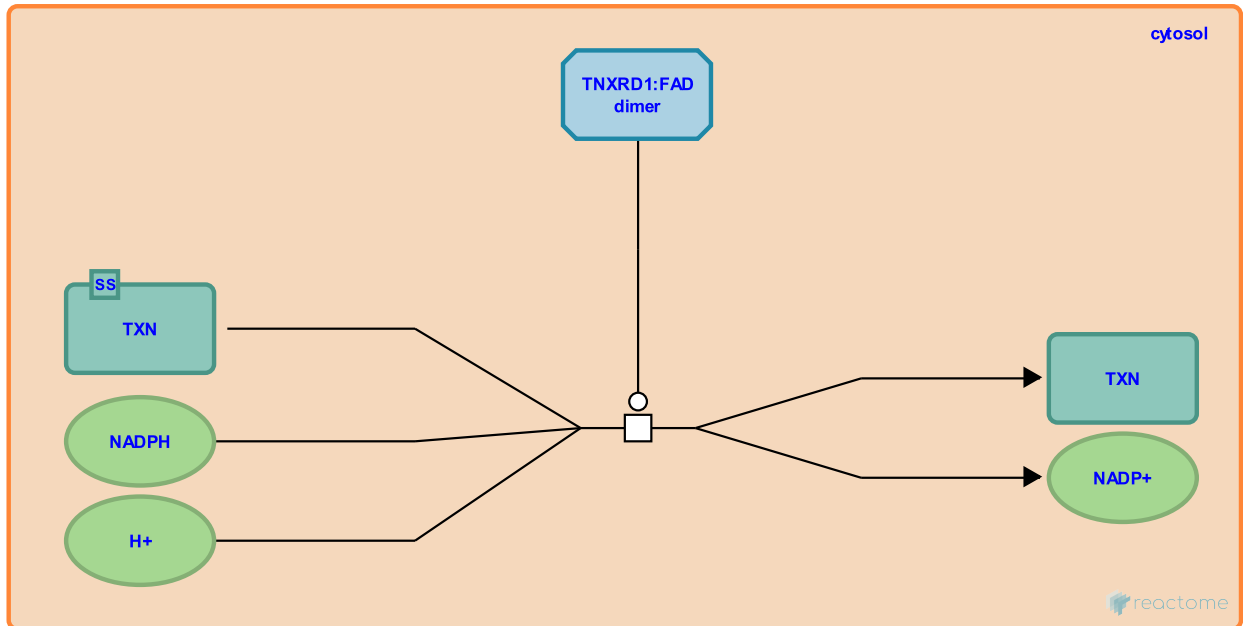 cytosol
TNXRD1:FAD
dimer
SS
TXN
NADPH
H+
TXN
NADP+
reactome